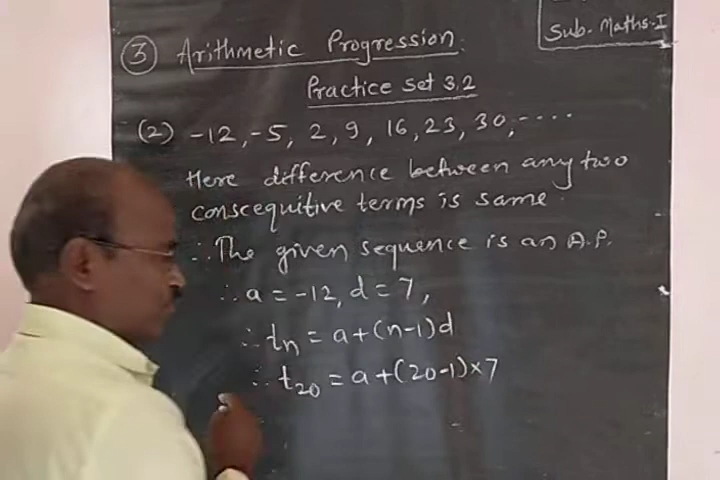 Sub. Maths-I
③ Arithmetic Progression.
Practice Set 3.2
(2) -12, -5, 2, 9, 16, 23, 30, ....
Here difference between any two
conscequitive terms is same.
∴ The given sequence is an A.P.
∴ a = -12, d = 7,
∴ tₙ = a + (n-1)d
∴ t₂₀ = a + (20-1) × 7